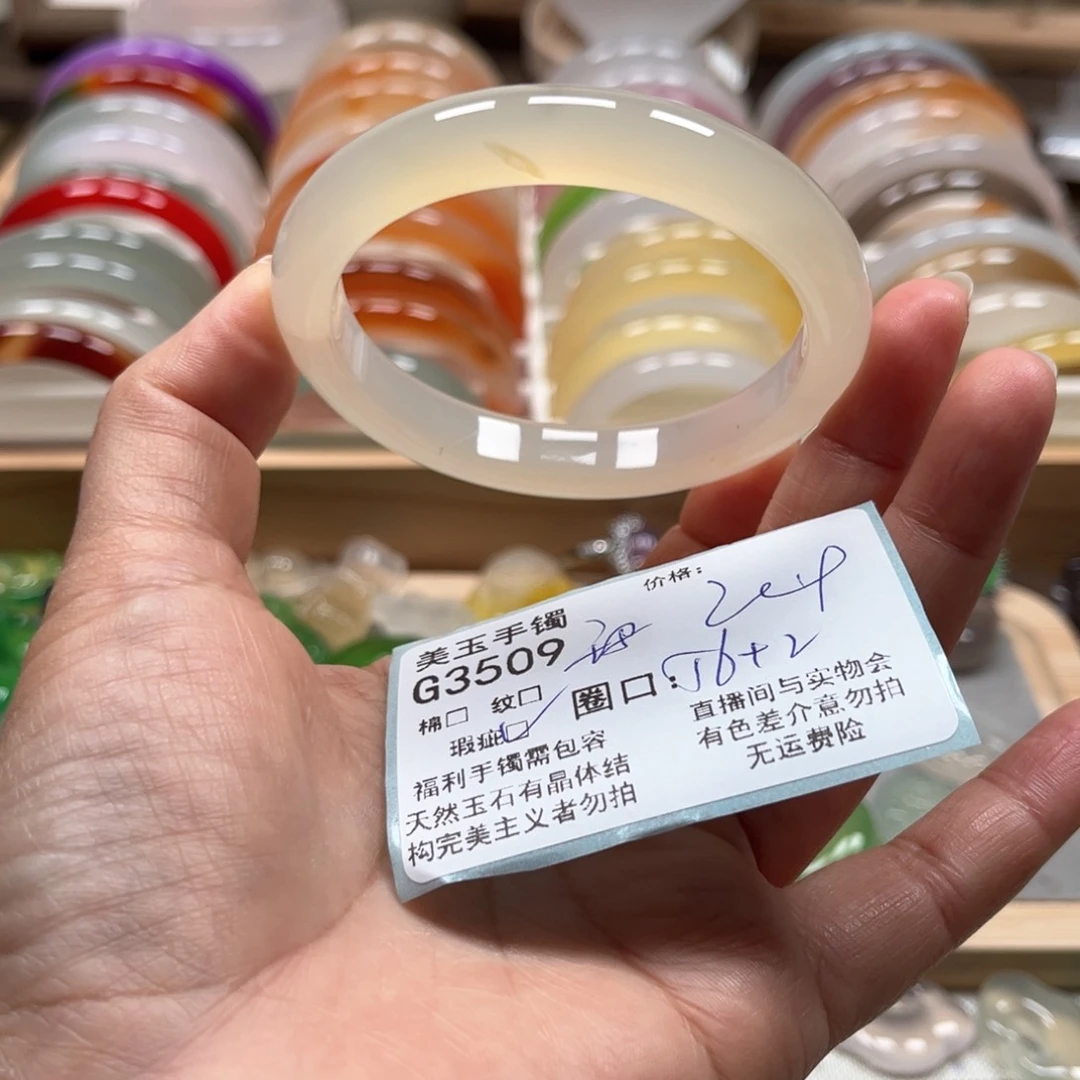 价格:
美玉手镯
G3509
圈口:56+2
棉□ 纹□
瑕疵□
福利手镯需包容
天然玉石有晶体结
构完美主义者勿拍
直播间与实物会
有色差介意勿拍
无运费险